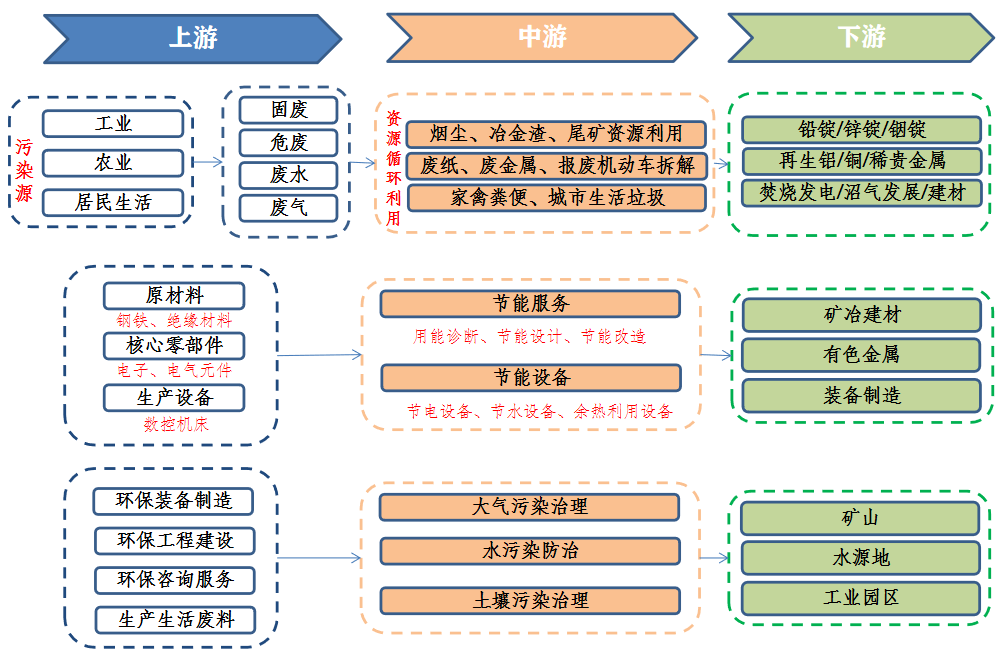 上游
中游
下游
污染源
工业
农业
居民生活
固废
危废
废水
废气
资源循环利用
烟尘、冶金渣、尾矿资源利用
废纸、废金属、报废机动车拆解
家禽粪便、城市生活垃圾
铅锭/锌锭/铟锭
再生铝/铜/稀贵金属
焚烧发电/沼气发展/建材
原材料
钢铁、绝缘材料
核心零部件
电子、电气元件
生产设备
数控机床
节能服务
用能诊断、节能设计、节能改造
节能设备
节电设备、节水设备、余热利用设备
矿冶建材
有色金属
装备制造
环保装备制造
环保工程建设
环保咨询服务
生产生活废料
大气污染治理
水污染防治
土壤污染治理
矿山
水源地
工业园区